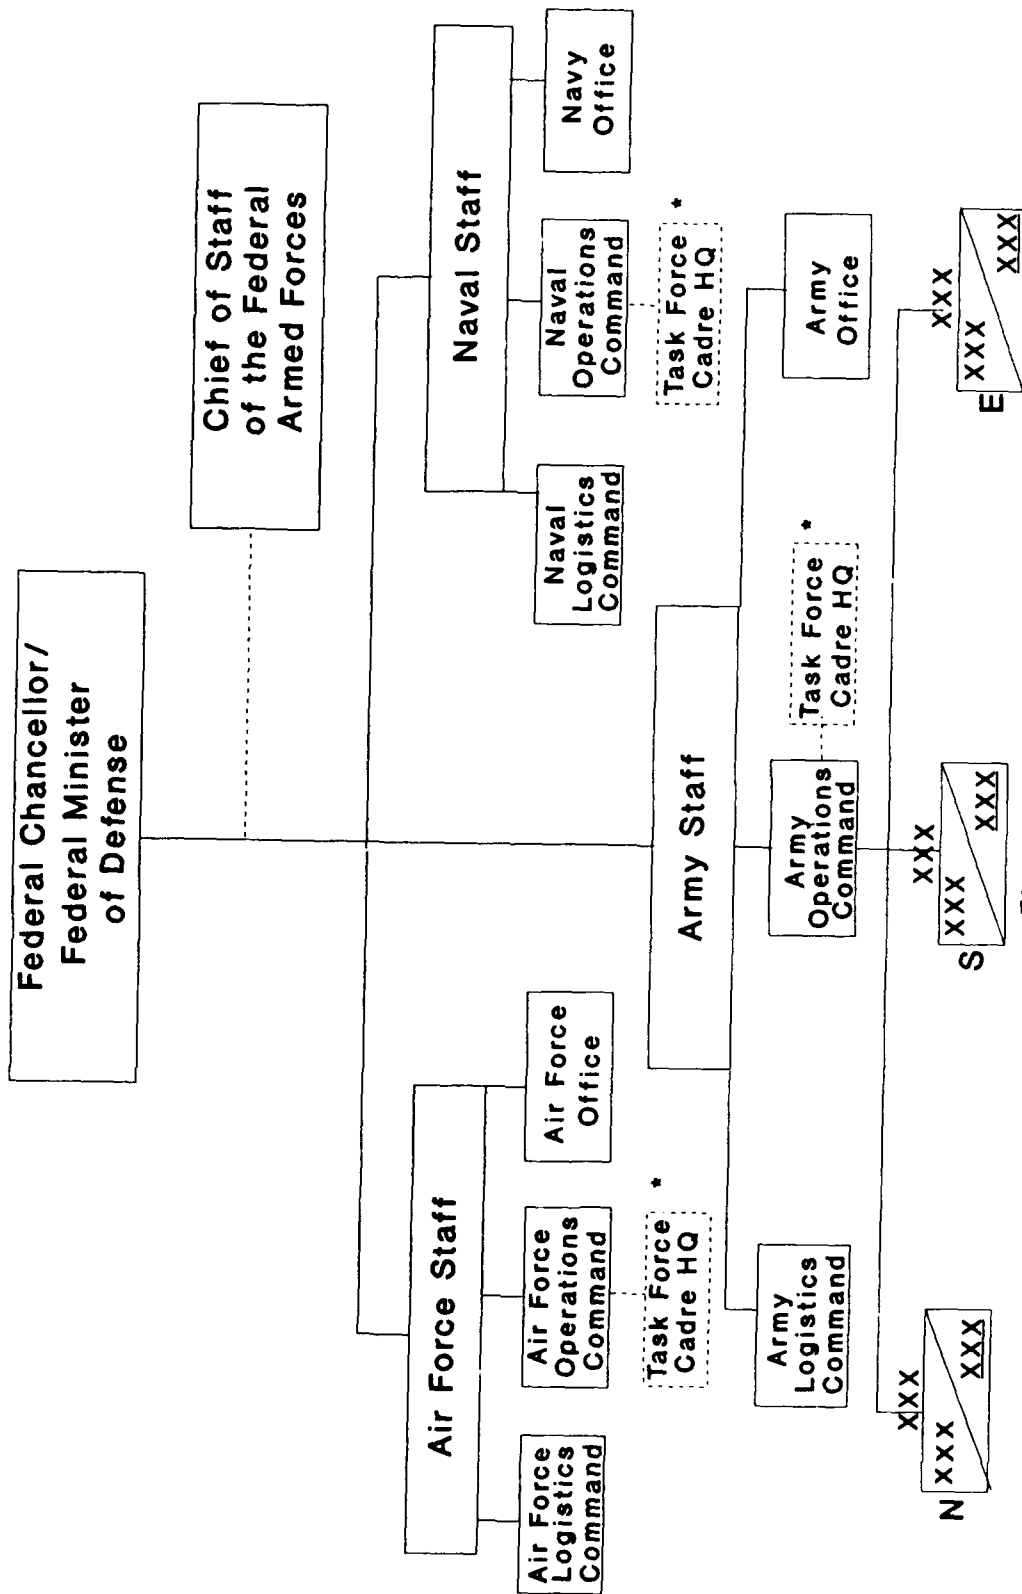 Federal Chancellor/
Federal Minister
of Defense
Chief of Staff
of the Federal
Armed Forces
Air Force Staff
Naval Staff
Air Force
Logistics
Command
Air Force
Operations
Command
Air Force
Office
Naval
Logistics
Command
Naval
Operations
Command
Navy
Office
Task Force *
Cadre HQ
Task Force *
Cadre HQ
Army Staff
Army
Logistics
Command
Army
Operations
Command
Task Force *
Cadre HQ
Army
Office
XXX
XXX
XXX
N
XXX
XXX
XXX
S
XXX
XXX
XXX
E